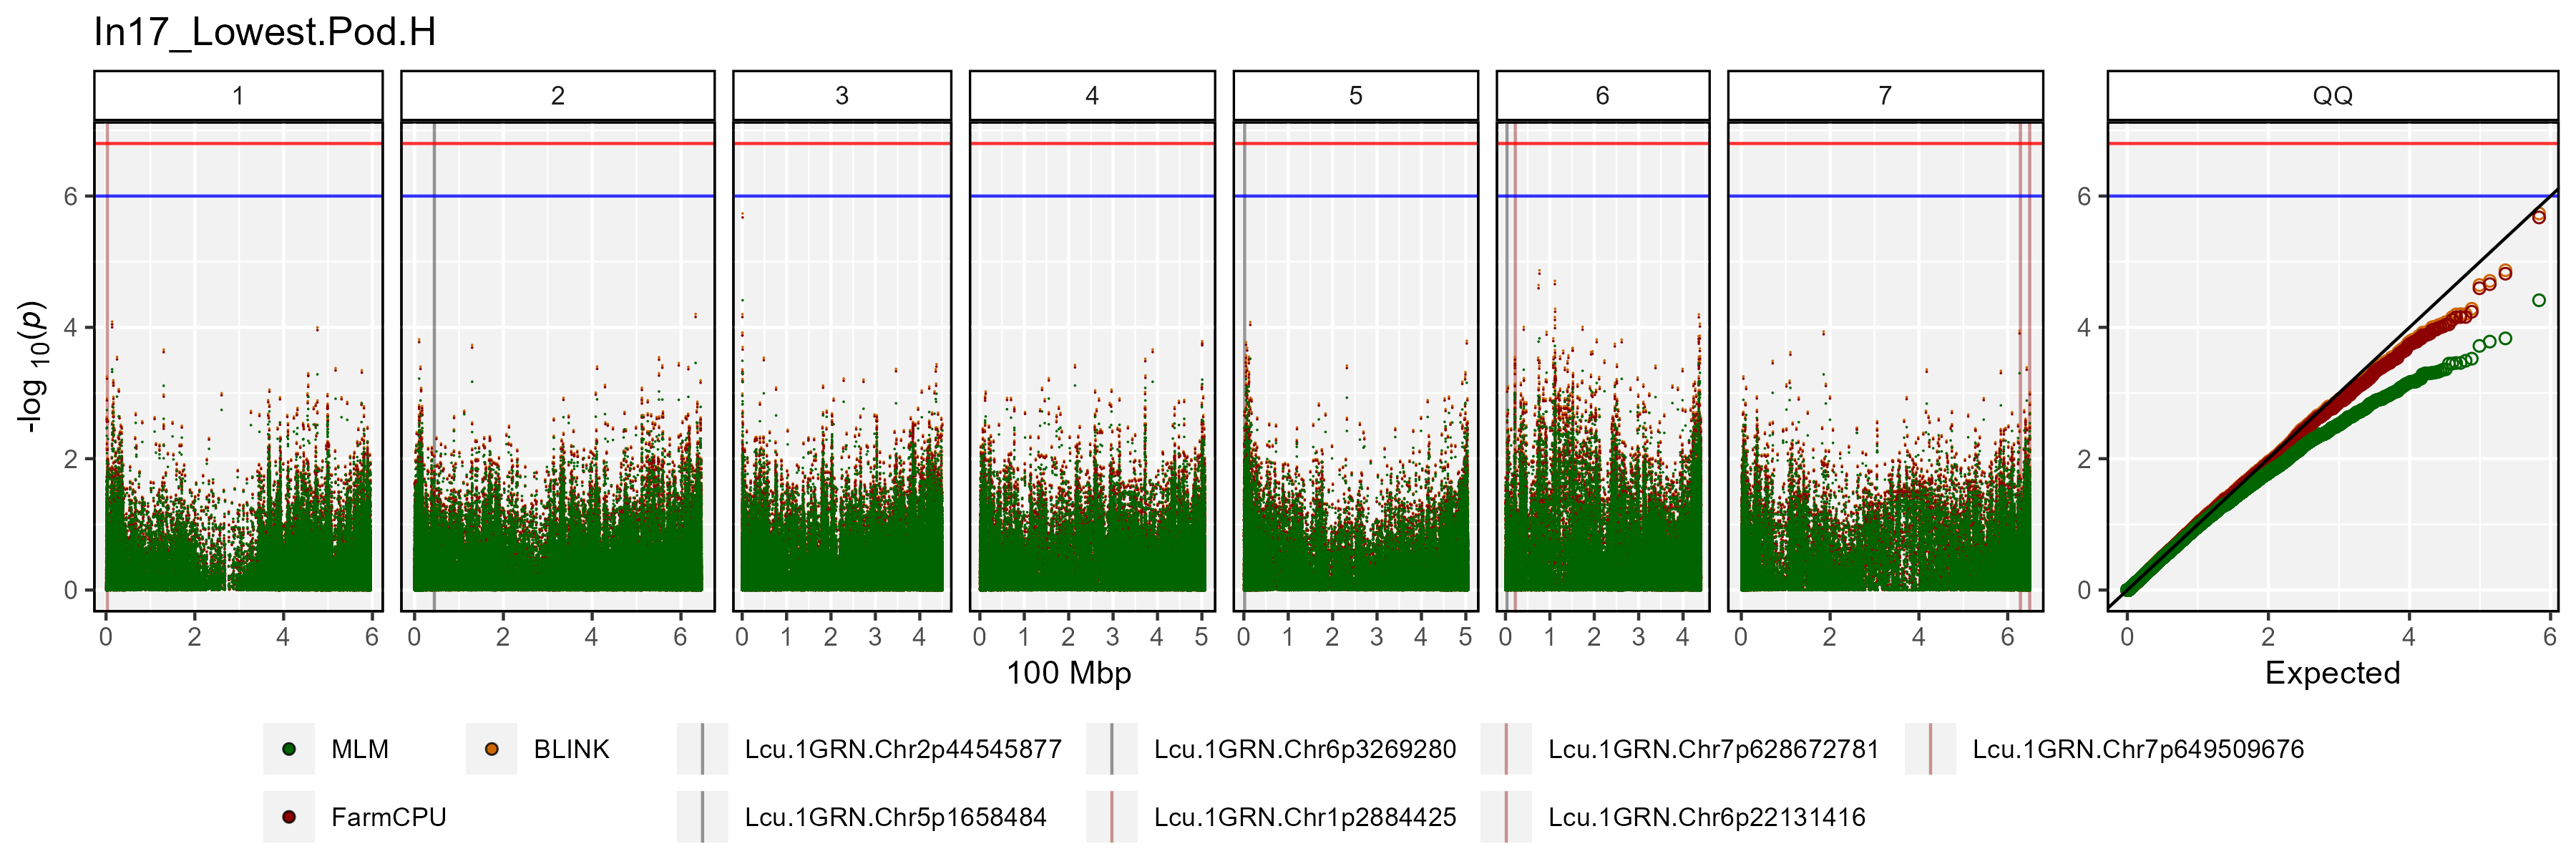 In17_Lowest.Pod.H
1 2 3 4 5 6 7 QQ
-log 10(p)
6
4
2
0
6
4
2
0
0 2 4 6 0 2 4 6 0 1 2 3 4 0 1 2 3 4 5 0 1 2 3 4 5 0 1 2 3 4 0 2 4 6 0 2 4 6
100 Mbp Expected
MLM BLINK Lcu.1GRN.Chr2p44545877 Lcu.1GRN.Chr6p3269280 Lcu.1GRN.Chr7p628672781 Lcu.1GRN.Chr7p649509676
FarmCPU Lcu.1GRN.Chr5p1658484 Lcu.1GRN.Chr1p2884425 Lcu.1GRN.Chr6p22131416